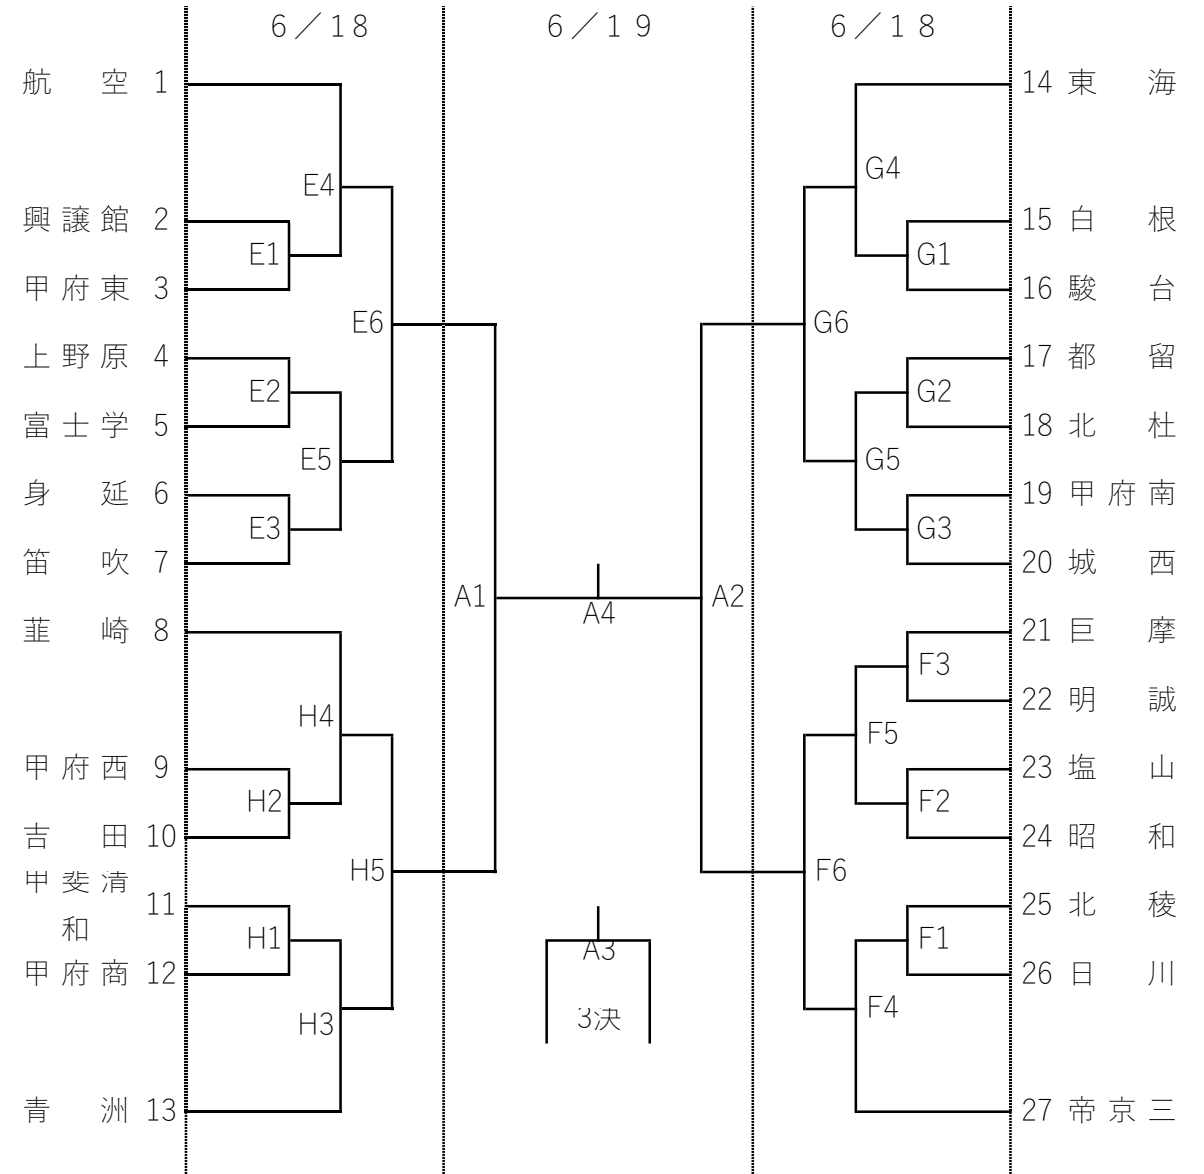 6／18
6／19
6／18
航空 1
14 東海
E4
G4
興譲館 2
15 白根
E1
G1
甲府東 3
16 駿台
E6
G6
上野原 4
17 都留
E2
G2
富士学 5
18 北杜
E5
G5
身延 6
19 甲府南
E3
G3
笛吹 7
20 城西
A1
A4
A2
韮崎 8
21 巨摩
F3
22 明誠
H4
F5
甲府西 9
23 塩山
H2
F2
吉田 10
24 昭和
H5
F6
甲斐清
和
11
25 北稜
H1
F1
A3
甲府商 12
26 日川
H3
3決
F4
青洲 13
27 帝京三